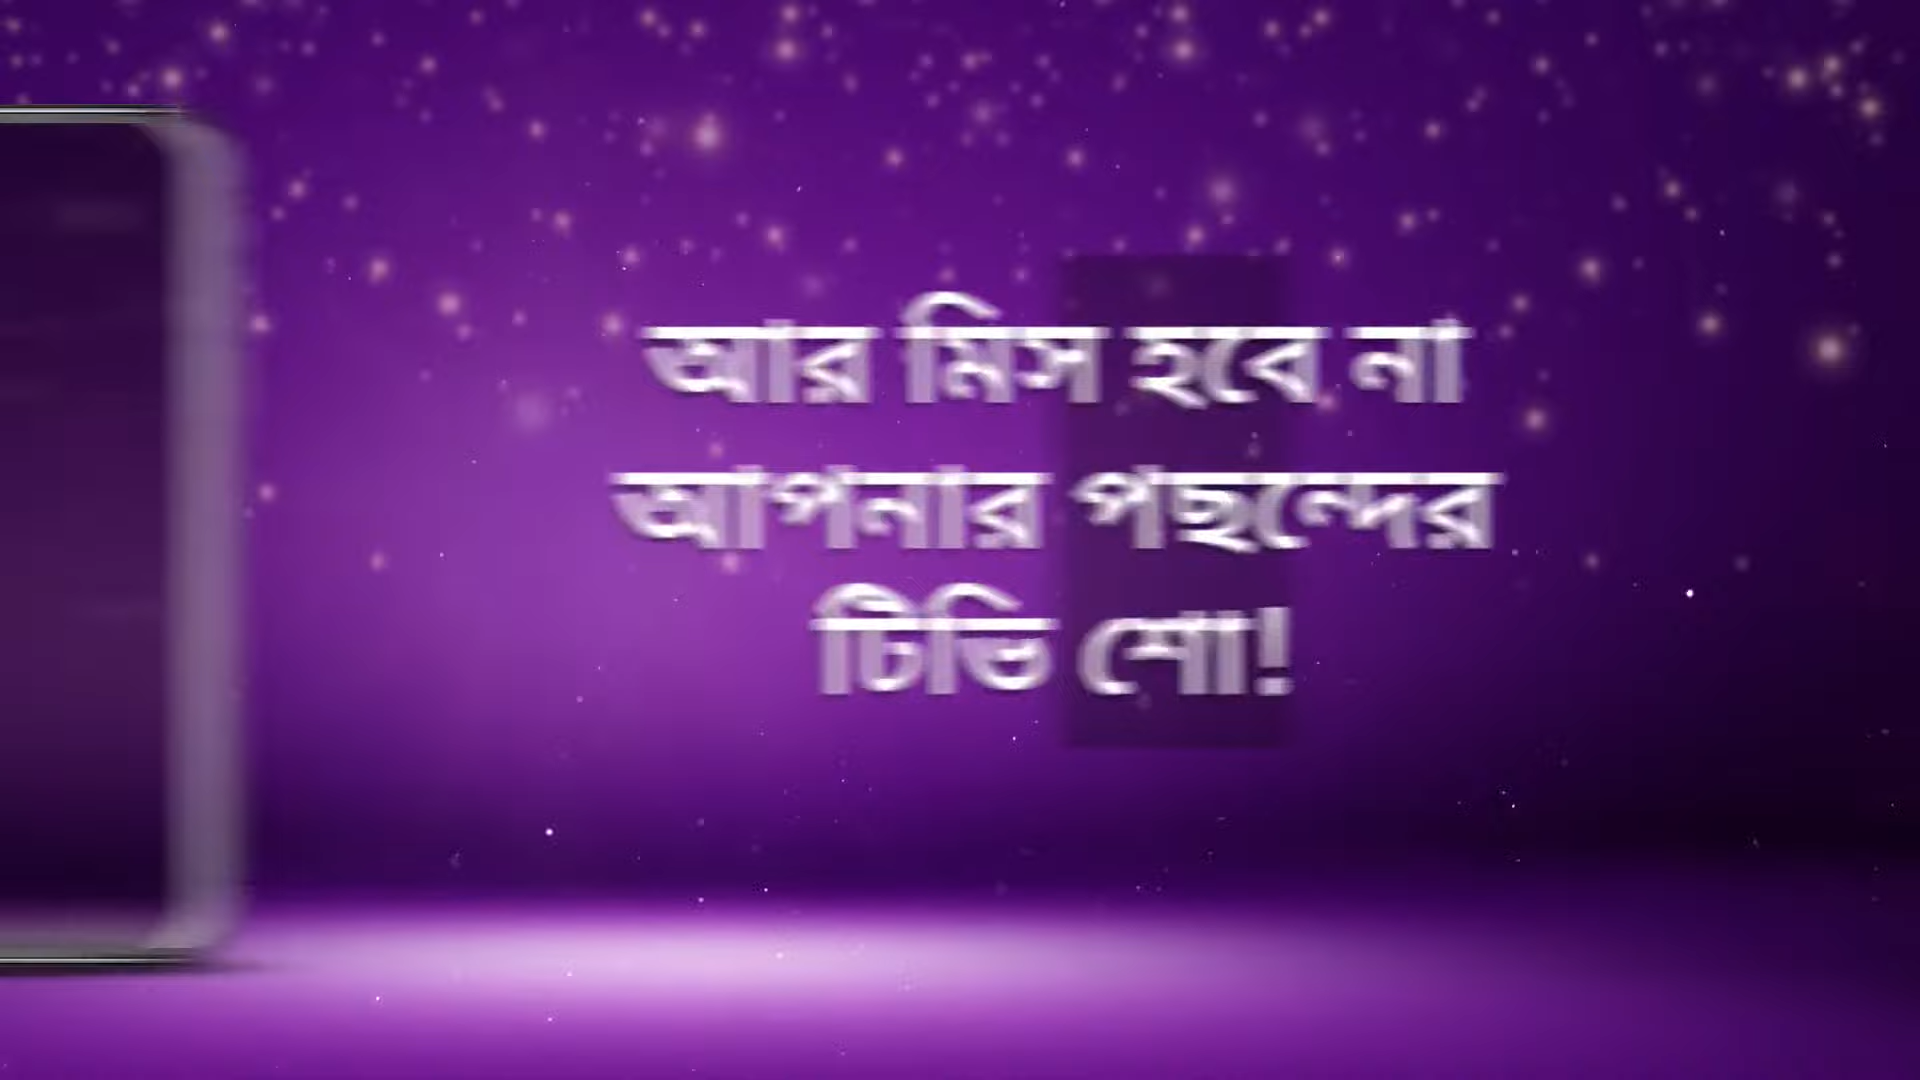 আর মিস হবে না
আপনার পছন্দের
টিভি শো!